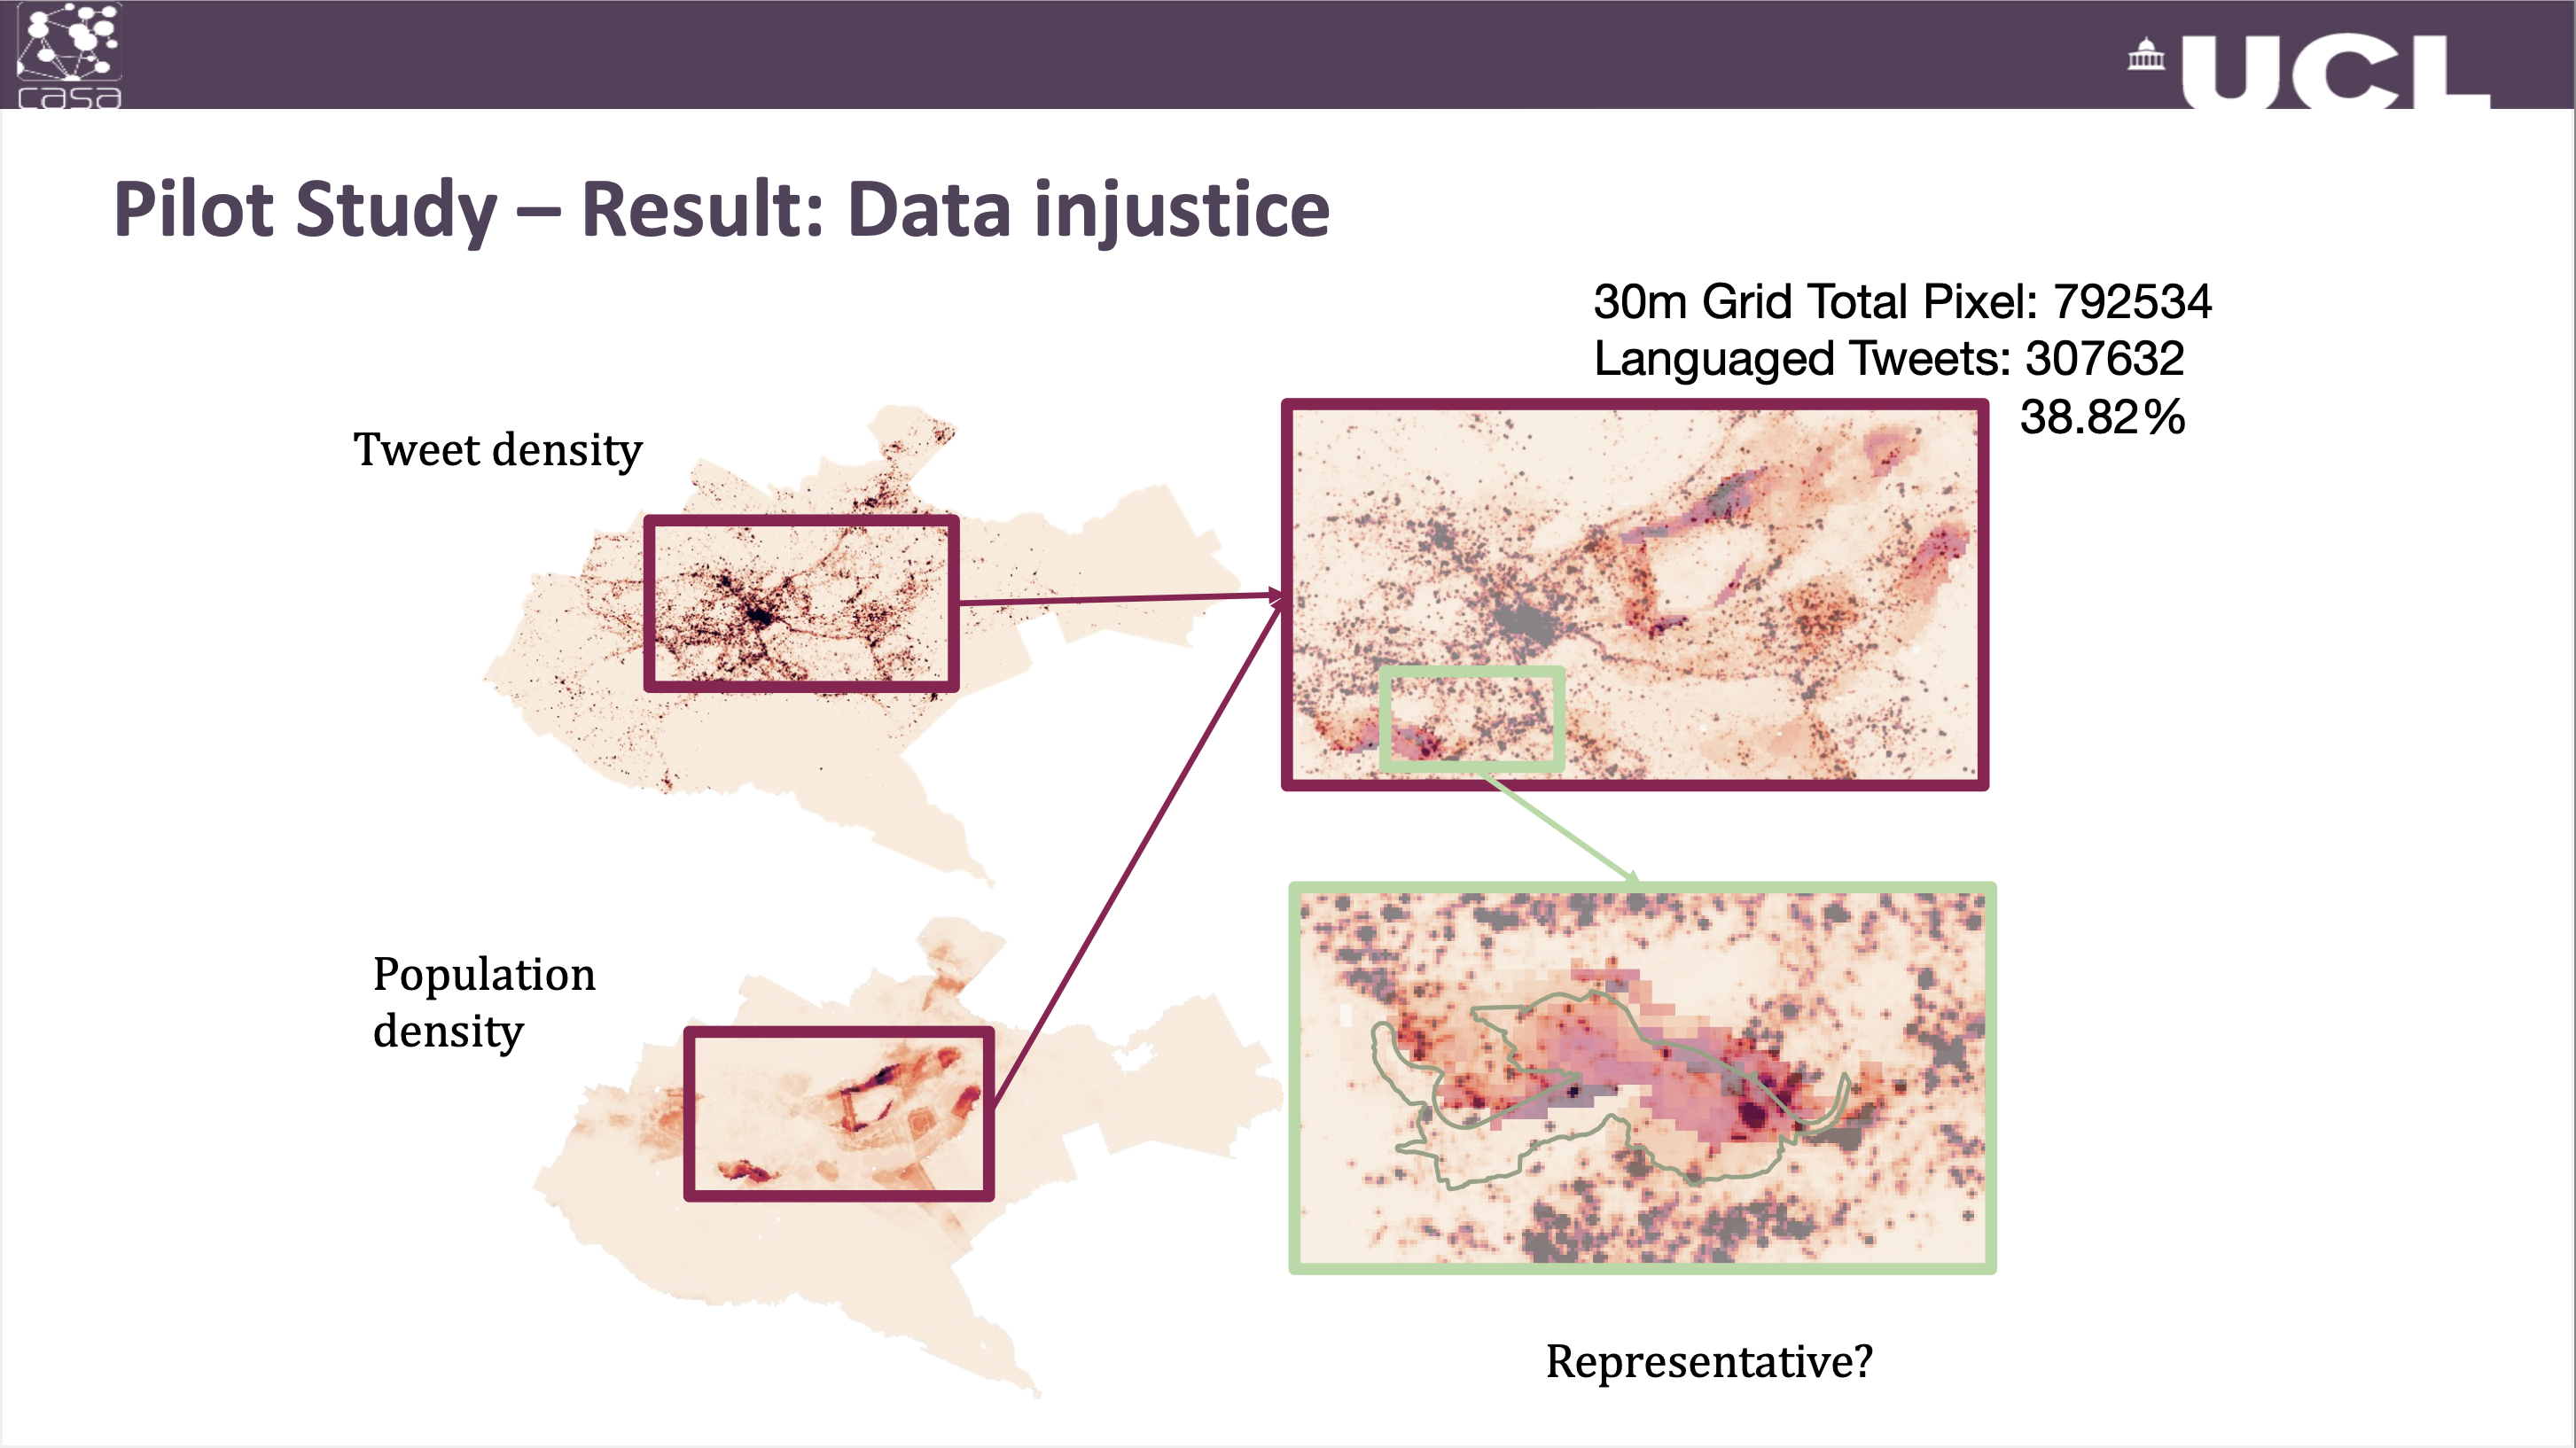 casa
UCL
Pilot Study – Result: Data injustice
30m Grid Total Pixel: 792534
Languaged Tweets: 307632
38.82%
Tweet density
Population
density
Representative?